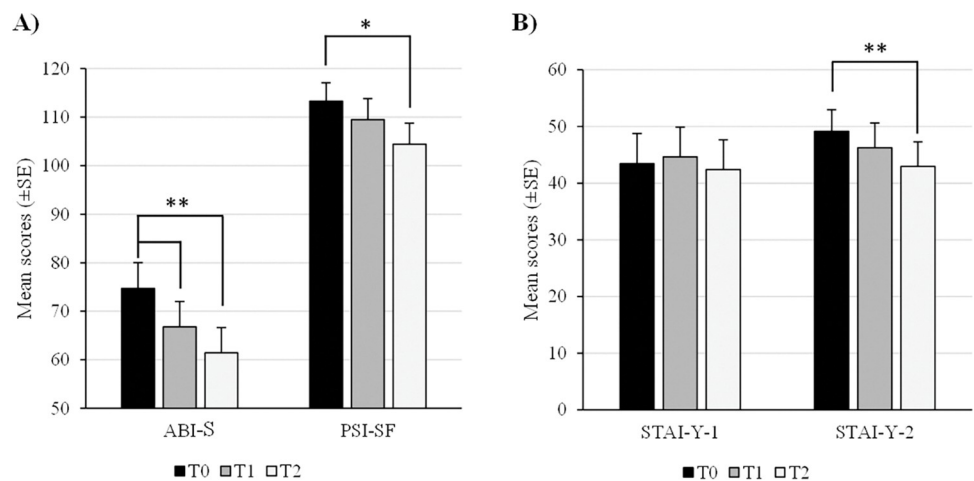 A)
Mean scores (±SE)
120
110
100
90
80
70
60
50
**
*
ABI-S
PSI-SF
T0 T1 T2
B)
Mean scores (±SE)
60
50
40
30
20
10
0
**
STAI-Y-1
STAI-Y-2
T0 T1 T2